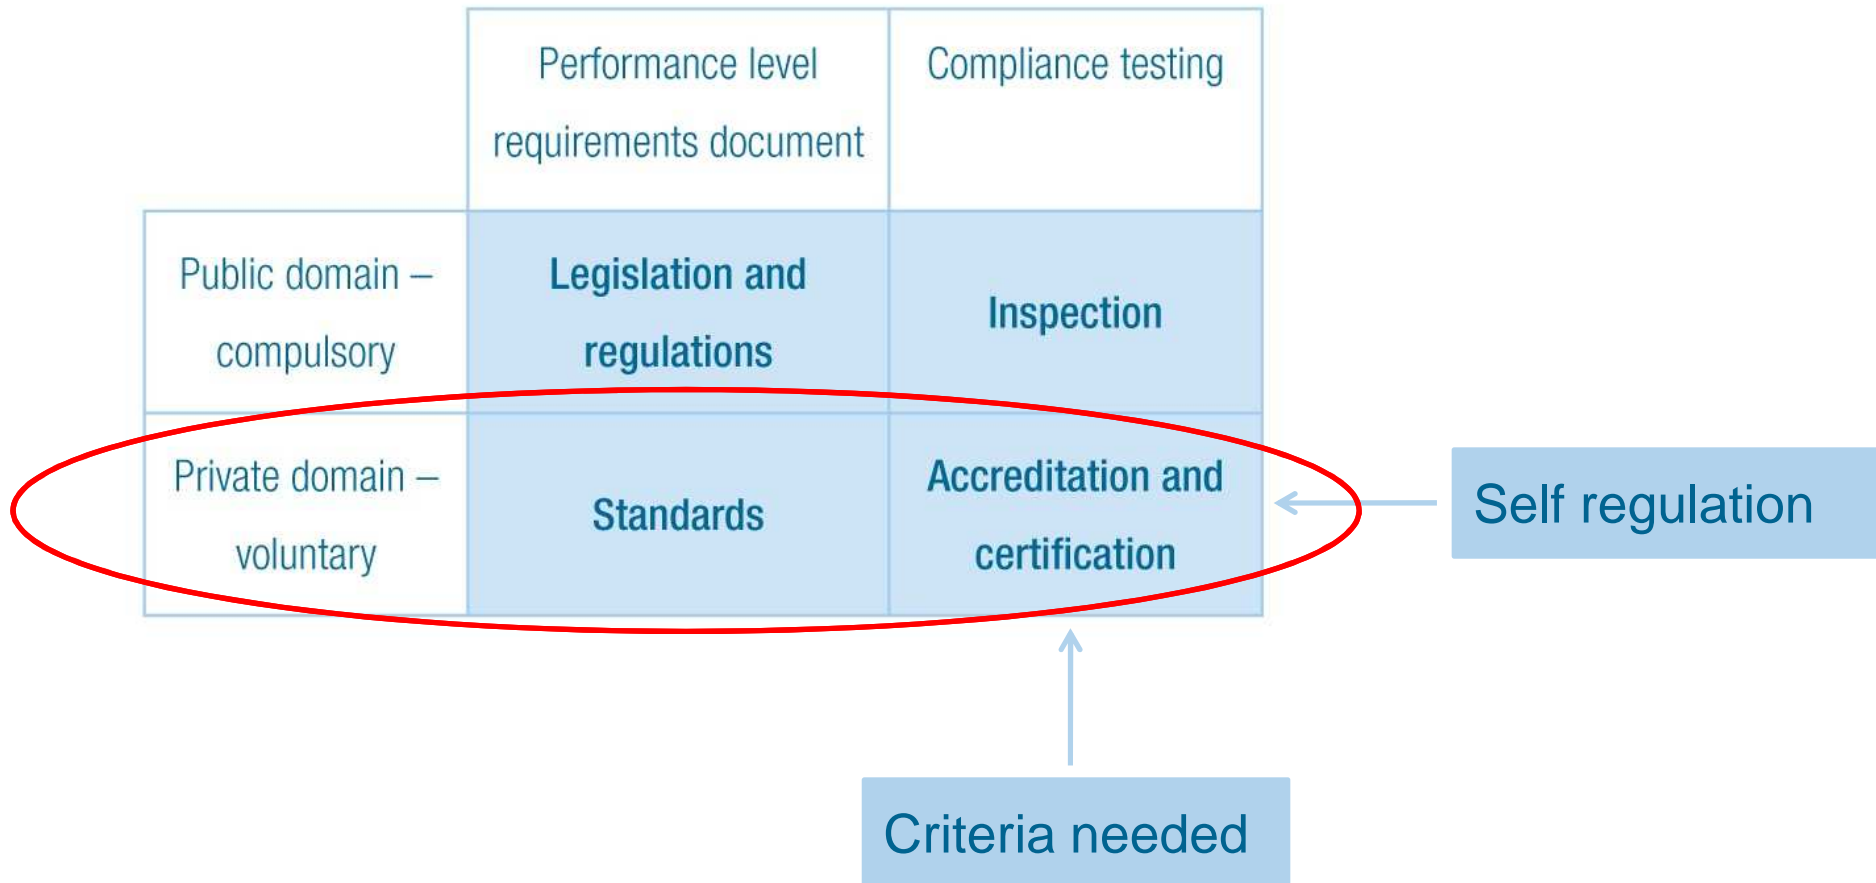 Performance level
requirements document
Compliance testing
Public domain –
compulsory
Legislation and
regulations
Inspection
Private domain –
voluntary
Standards
Accreditation and
certification
Self regulation
Criteria needed